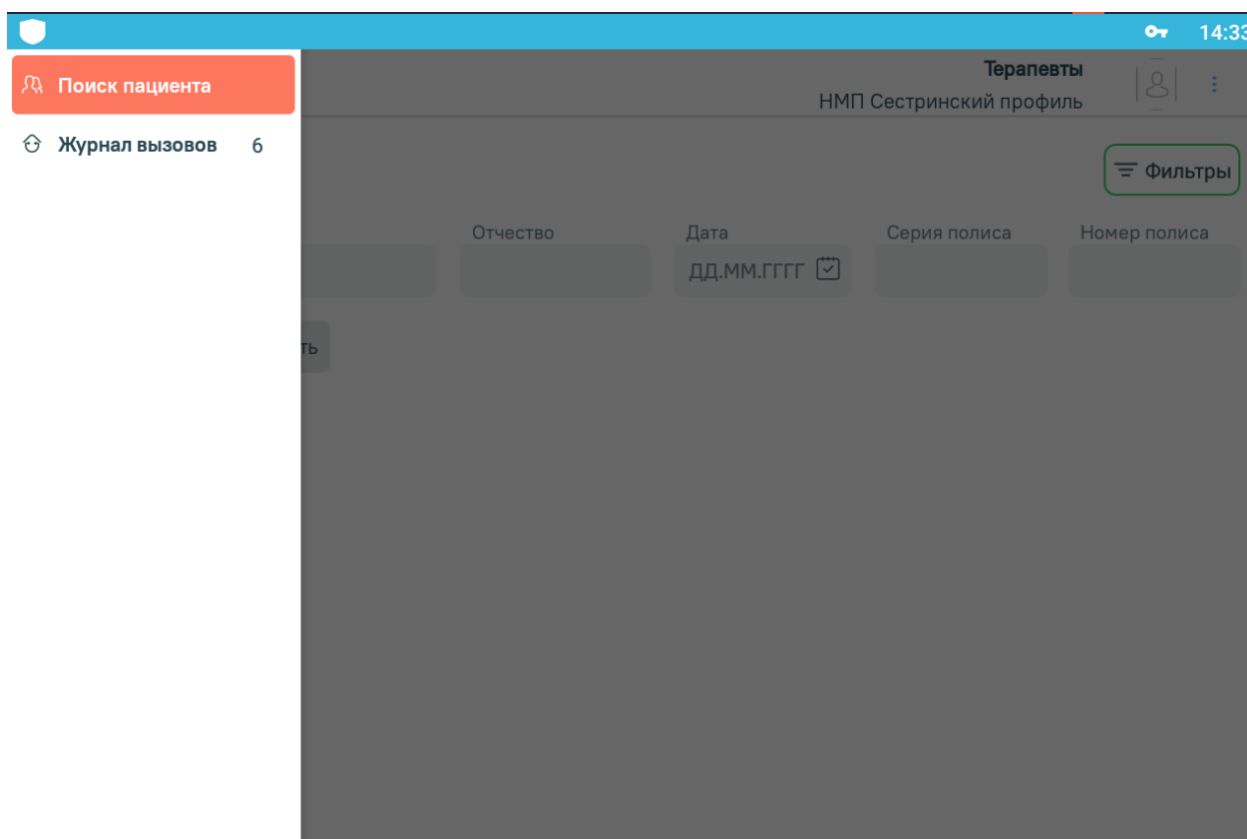 14:33
Поиск пациента
Терапевты
НМП Сестринский профиль
Журнал вызовов 6
Фильтры
Отчество Дата Серия полиса Номер полиса
ДД.ММ.ГГГГ
ть